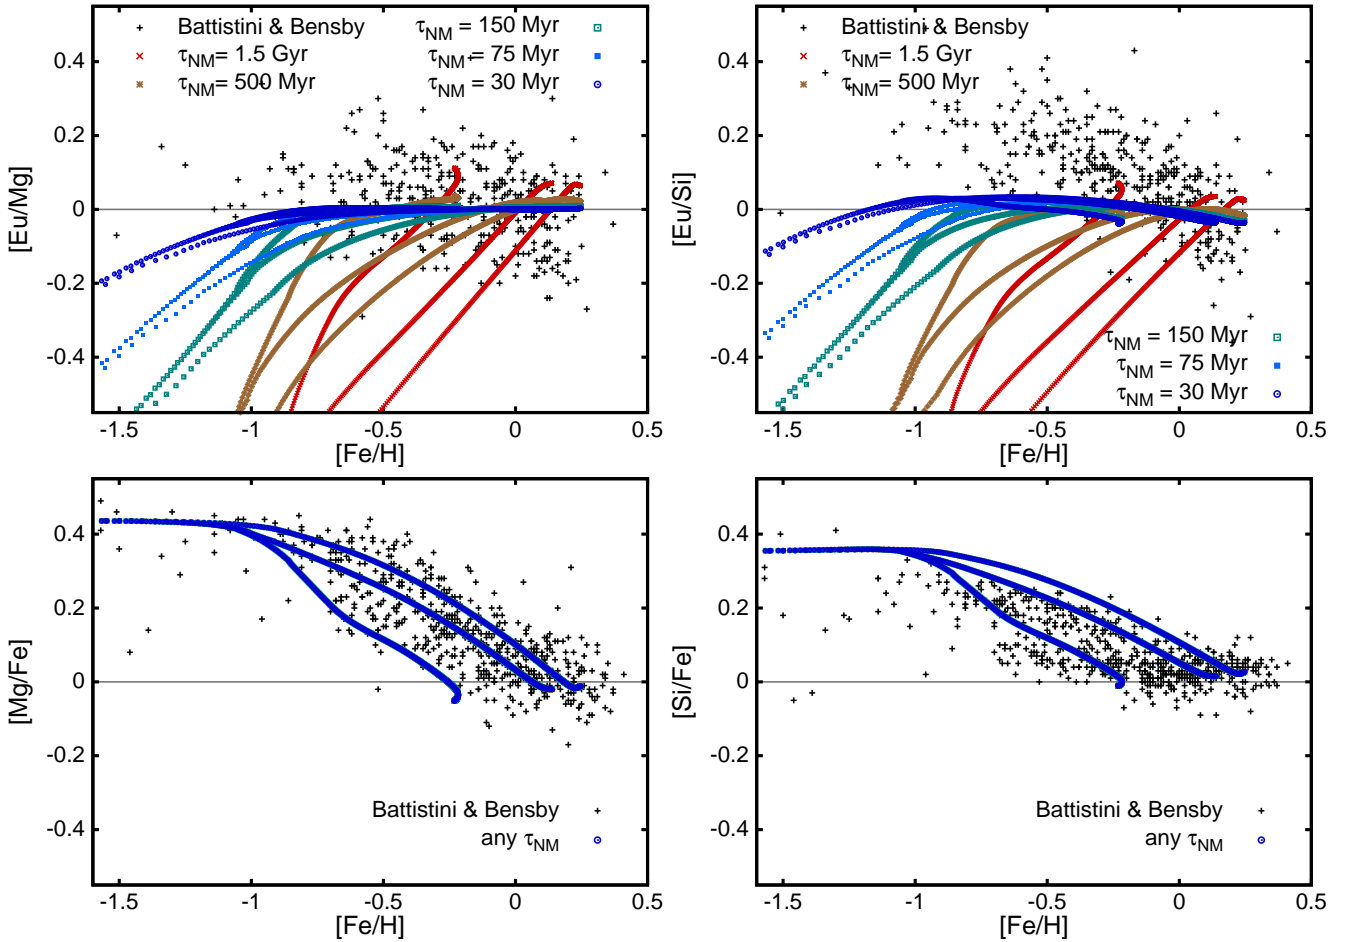 Battistini & Bensby
τNM= 1.5 Gyr
τNM= 500 Myr
τNM = 150 Myr
τNM = 75 Myr
τNM = 30 Myr
[Eu/Mg]
0.4
0.2
0
-0.2
-0.4
-1.5 -1 -0.5 0 0.5
[Fe/H]
Battistini & Bensby
τNM= 1.5 Gyr
τNM= 500 Myr
τNM = 150 Myr
τNM = 75 Myr
τNM = 30 Myr
[Eu/Si]
0.4
0.2
0
-0.2
-0.4
-1.5 -1 -0.5 0 0.5
[Fe/H]
[Mg/Fe]
0.4
0.2
0
-0.2
-0.4
Battistini & Bensby
any τNM
-1.5 -1 -0.5 0 0.5
[Fe/H]
[Si/Fe]
0.4
0.2
0
-0.2
-0.4
Battistini & Bensby
any τNM
-1.5 -1 -0.5 0 0.5
[Fe/H]